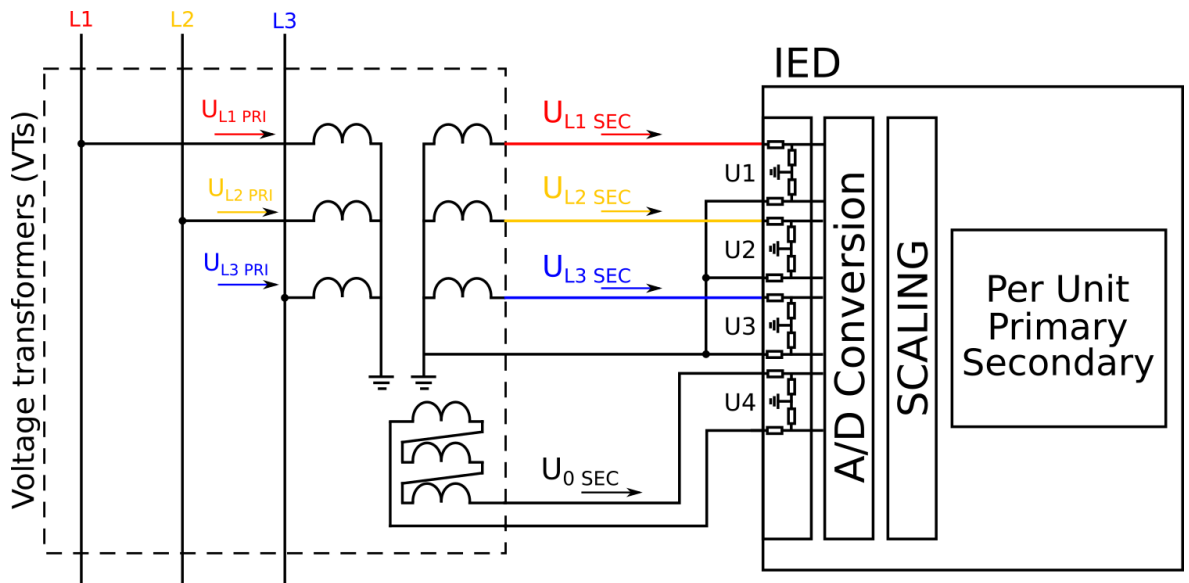 L1 L2 L3
IED
Voltage transformers (VTs)
UL1 PRI
UL1 SEC
U1
UL2 PRI
UL2 SEC
U2
UL3 PRI
UL3 SEC
U3
U4
U0 SEC
A/D Conversion
SCALING
Per Unit
Primary
Secondary